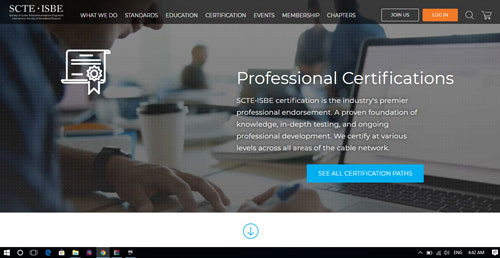 SCTE•ISBE
WHAT WE DO STANDARDS EDUCATION CERTIFICATION EVENTS MEMBERSHIP CHAPTERS
JOIN US LOG IN
Professional Certifications
SCTE•ISBE certification is the industry's premier
professional endorsement. A proven foundation of
knowledge, in-depth testing, and ongoing
professional development. We certify at various
levels across all areas of the cable network.
SEE ALL CERTIFICATION PATHS
ENG 4:42 AM